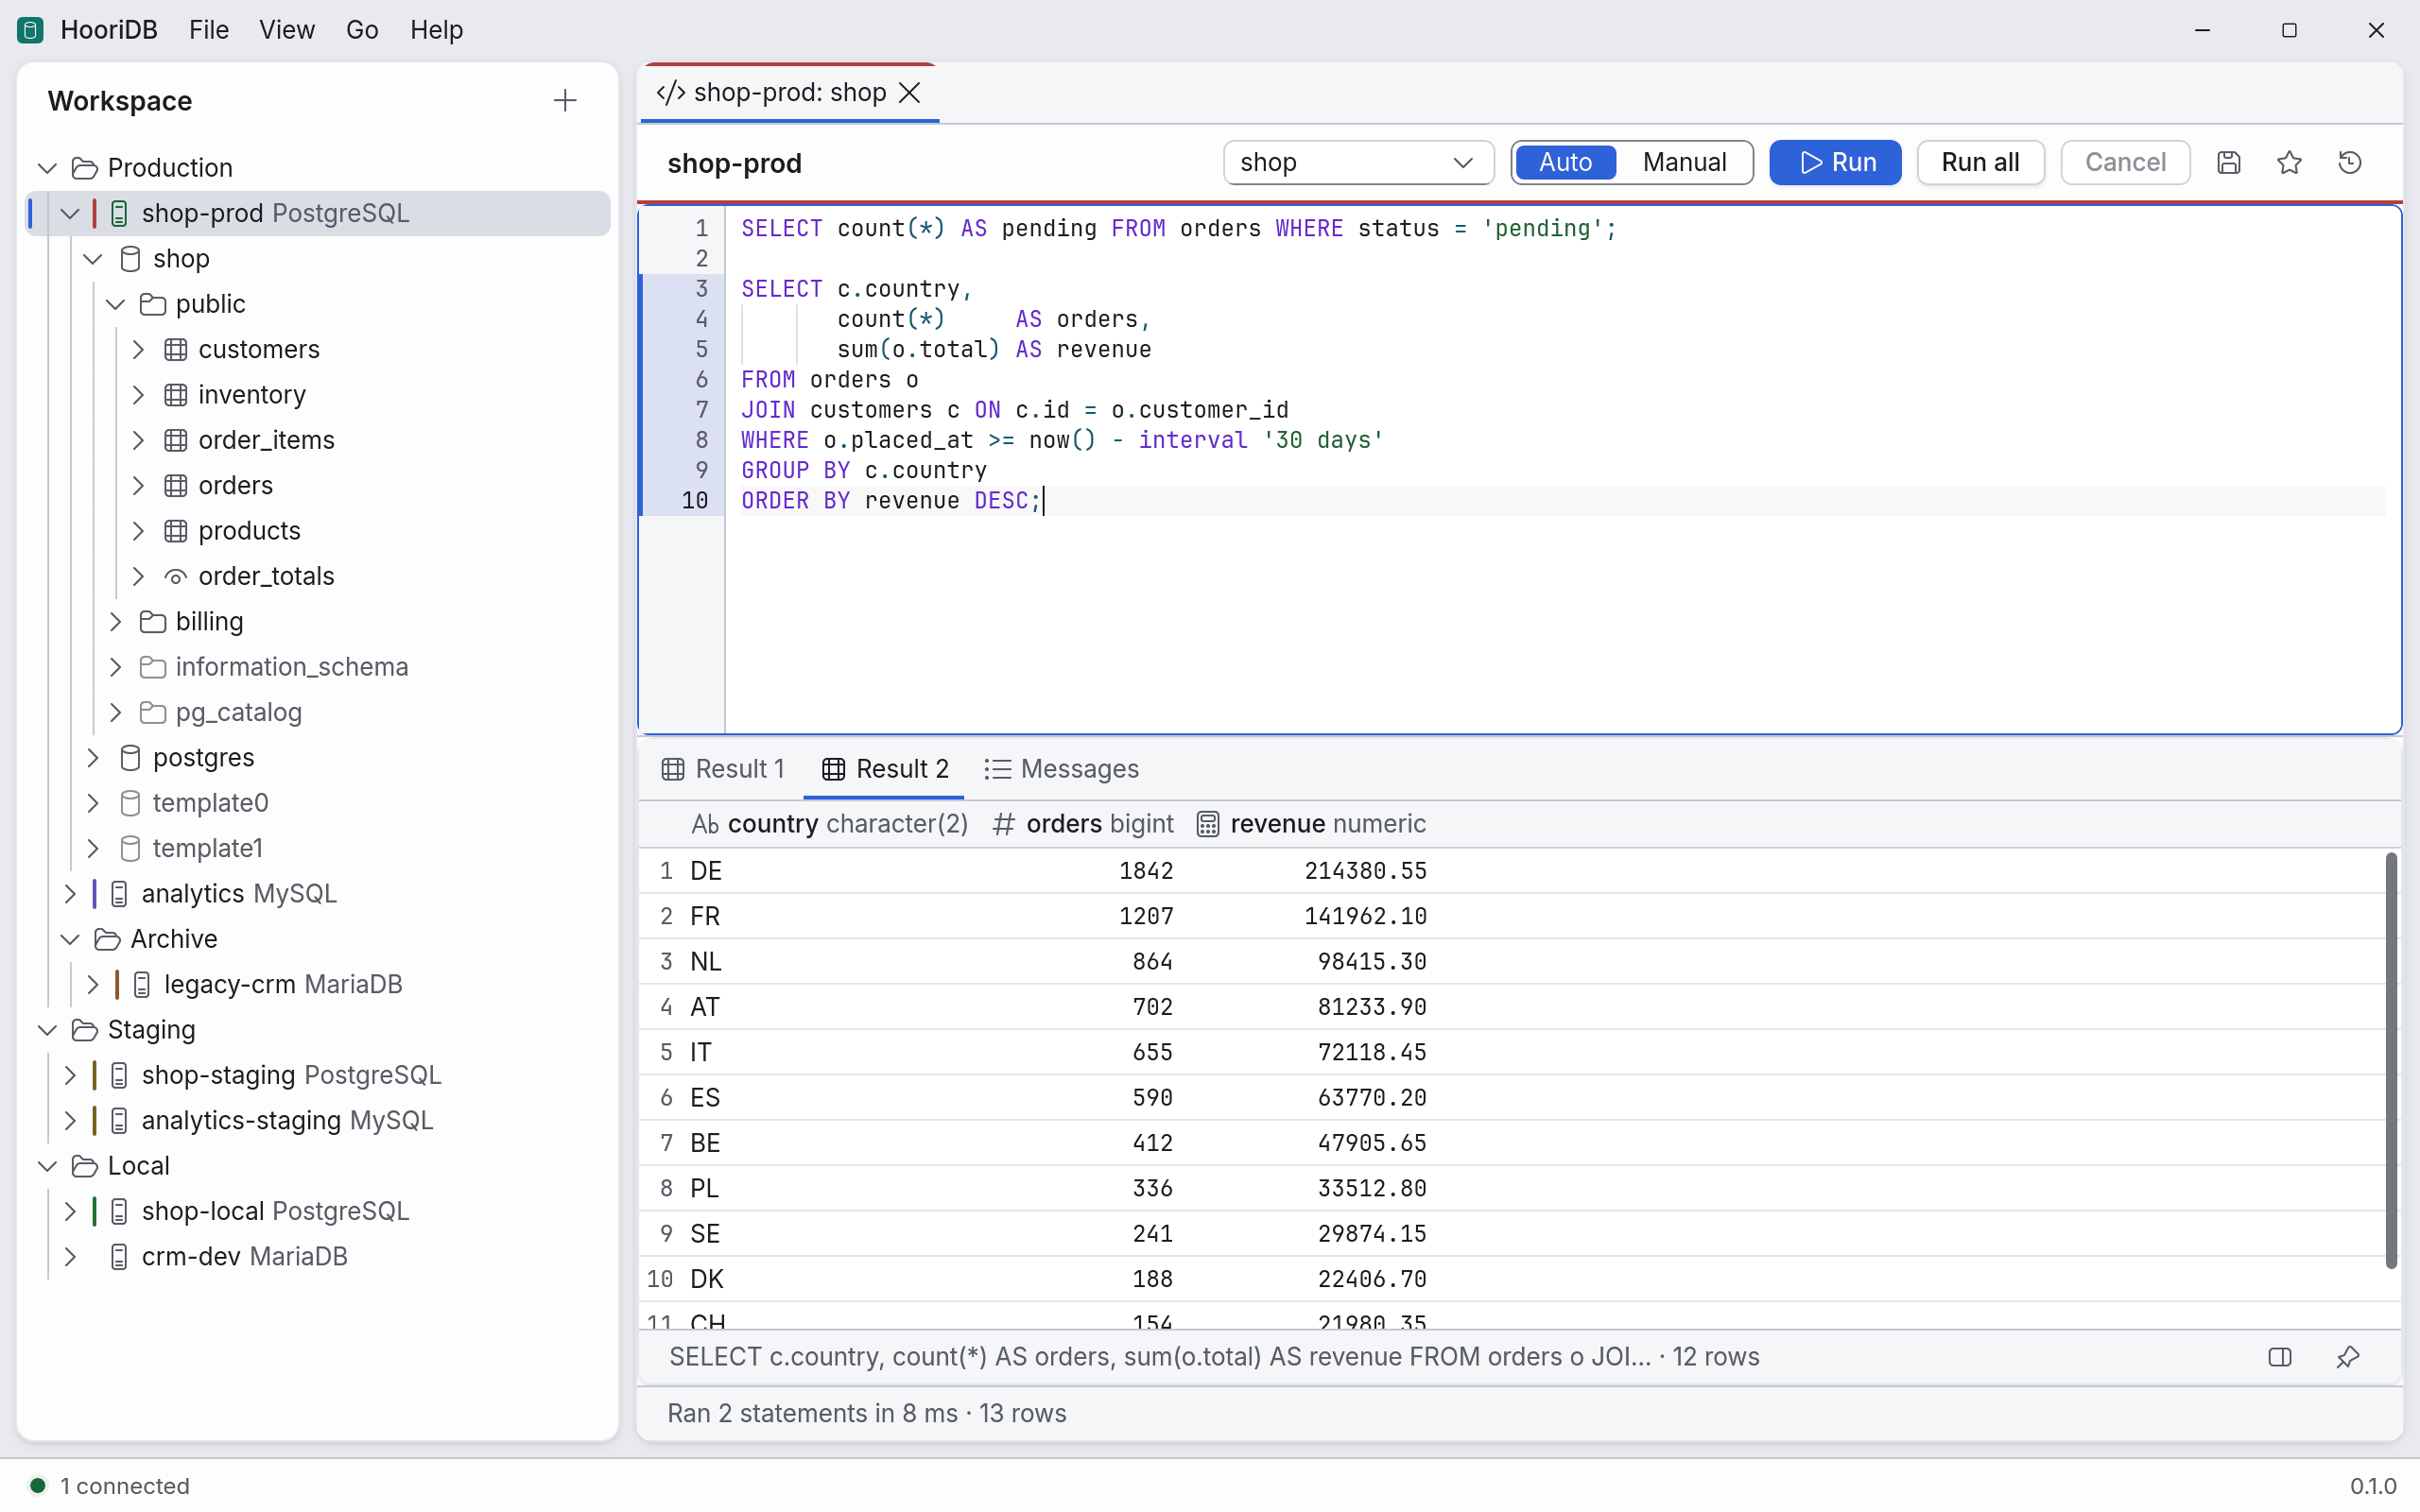 HooriDB File View Go Help
Workspace
Production
shop-prod PostgreSQL
shop
public
customers
inventory
order_items
orders
products
order_totals
billing
information_schema
pg_catalog
postgres
template0
template1
analytics MySQL
Archive
legacy-crm MariaDB
Staging
shop-staging PostgreSQL
analytics-staging MySQL
Local
shop-local PostgreSQL
crm-dev MariaDB
shop-prod: shop
shop-prod shop Auto Manual Run Run all Cancel
1 SELECT count(*) AS pending FROM orders WHERE status = 'pending';
2
3 SELECT c.country,
4 count(*) AS orders,
5 sum(o.total) AS revenue
6 FROM orders o
7 JOIN customers c ON c.id = o.customer_id
8 WHERE o.placed_at >= now() - interval '30 days'
9 GROUP BY c.country
10 ORDER BY revenue DESC;
Result 1 Result 2 Messages
Ab country character(2) # orders bigint revenue numeric
1 DE 1842 214380.55
2 FR 1207 141962.10
3 NL 864 98415.30
4 AT 702 81233.90
5 IT 655 72118.45
6 ES 590 63770.20
7 BE 412 47905.65
8 PL 336 33512.80
9 SE 241 29874.15
10 DK 188 22406.70
11 CH 154 21980.35
SELECT c.country, count(*) AS orders, sum(o.total) AS revenue FROM orders o JOI... · 12 rows
Ran 2 statements in 8 ms · 13 rows
1 connected 0.1.0